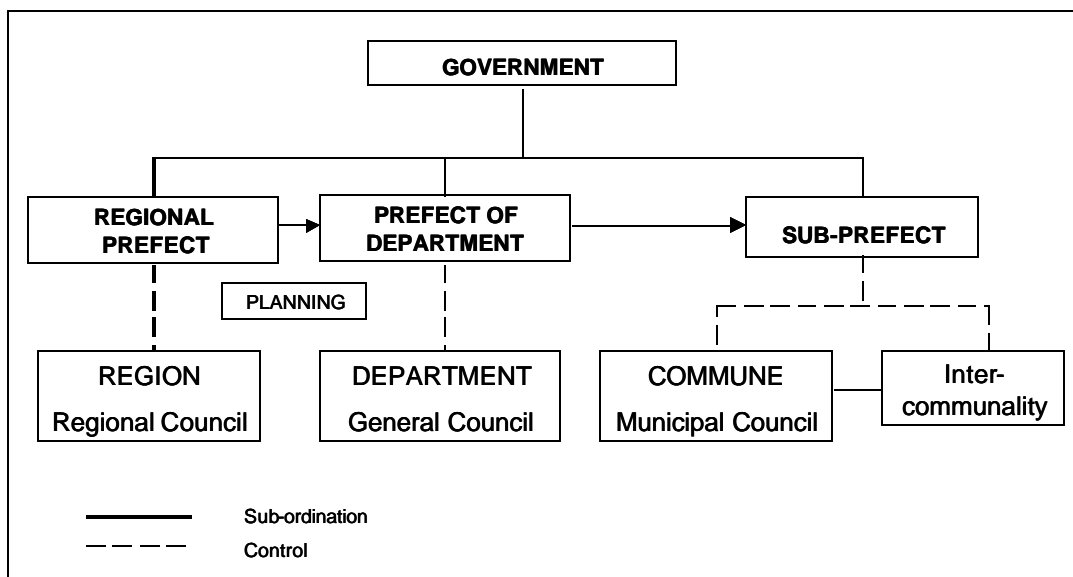 GOVERNMENT
REGIONAL
PREFECT
PREFECT OF
DEPARTMENT
SUB-PREFECT
PLANNING
REGION
Regional Council
DEPARTMENT
General Council
COMMUNE
Municipal Council
Inter-
communality
Sub-ordination
Control